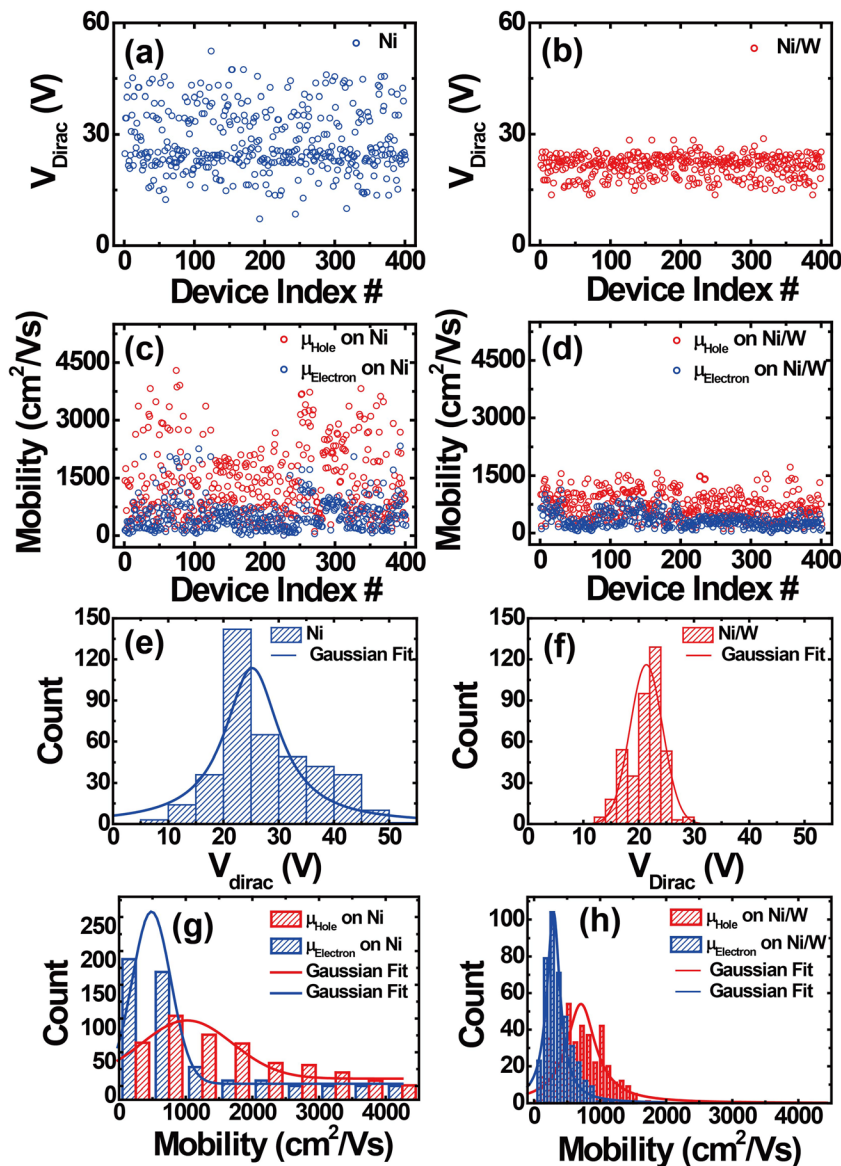 (a)
Ni
60
30
0
V_Dirac (V)
0 100 200 300 400
Device Index #
(b)
Ni/W
60
30
0
V_Dirac (V)
0 100 200 300 400
Device Index #
(c)
μ_Hole on Ni
μ_Electron on Ni
4500
3000
1500
0
Mobility (cm²/Vs)
0 100 200 300 400
Device Index #
(d)
μ_Hole on Ni/W
μ_Electron on Ni/W
4500
3000
1500
0
Mobility (cm²/Vs)
0 100 200 300 400
Device Index #
(e)
Ni
Gaussian Fit
150
120
90
60
30
0
Count
0 10 20 30 40 50
V_dirac (V)
(f)
Ni/W
Gaussian Fit
150
120
90
60
30
0
Count
0 10 20 30 40 50
V_Dirac (V)
(g)
μ_Hole on Ni
μ_Electron on Ni
Gaussian Fit
Gaussian Fit
250
200
150
100
50
0
Count
0 1000 2000 3000 4000
Mobility (cm²/Vs)
(h)
μ_Hole on Ni/W
μ_Electron on Ni/W
Gaussian Fit
Gaussian Fit
100
80
60
40
20
0
Count
0 1000 2000 3000 4000
Mobility (cm²/Vs)